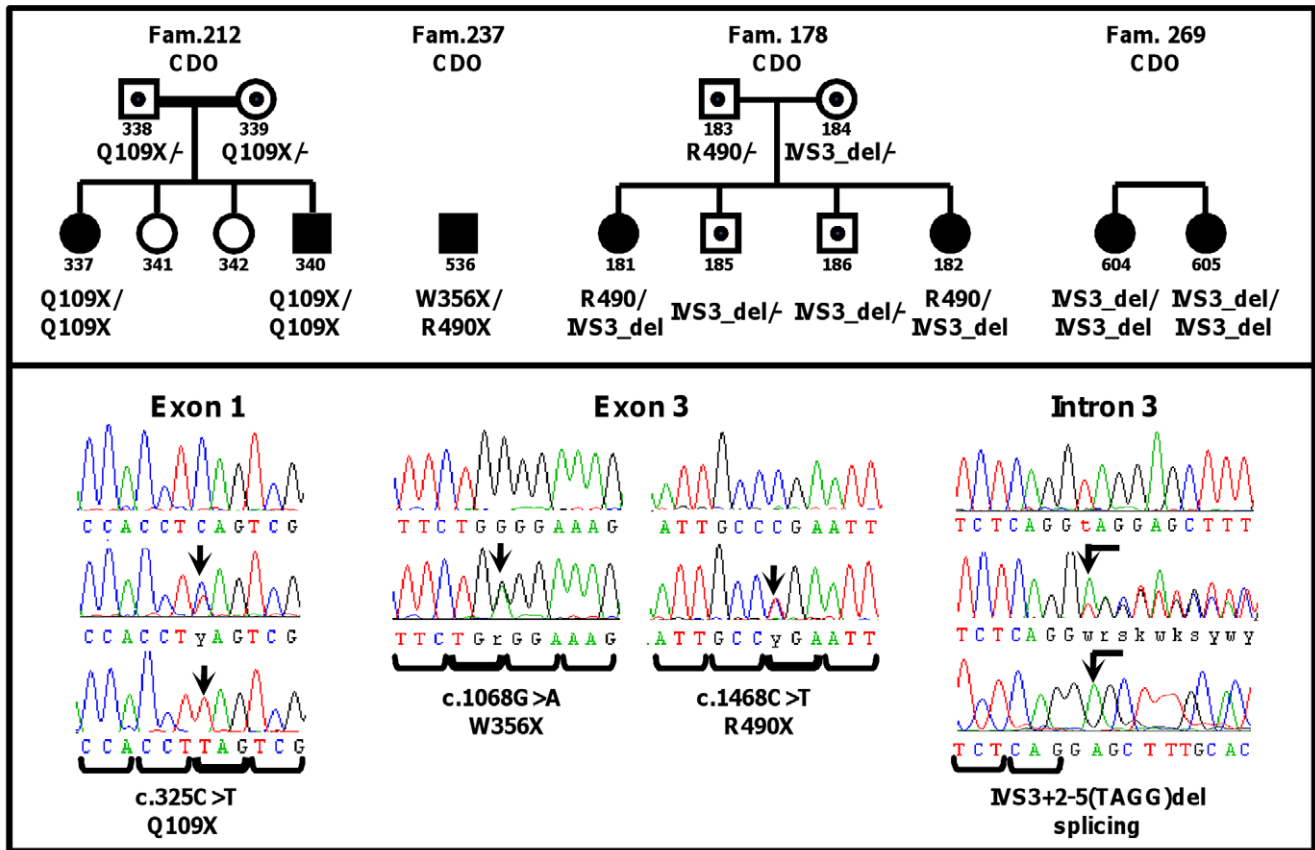 Fam.212
CDO
Fam.237
CDO
Fam. 178
CDO
Fam. 269
CDO
338
339
183
184
Q109X/-
Q109X/-
R490/-
IVS3_del/-
337
341
342
340
536
181
185
186
182
604
605
Q109X/
Q109X
Q109X/
Q109X
W356X/
R490X
R490/
IVS3_del
IVS3_del/-
IVS3_del/-
R490/
IVS3_del
IVS3_del/
IVS3_del
IVS3_del/
IVS3_del
Exon 1
CCACCTCAGTCG
CCACCTyAGTCG
CCACCTTAGTCG
c.325C>T
Q109X
Exon 3
TTCTGGGGAAAG
TTCTGrGGAAAG
c.1068G>A
W356X
ATTGCCCGAATT
ATTGCCyGAATT
c.1468C>T
R490X
Intron 3
TCTCAGGtAGGAGCTTT
TCTCAGGwrskwksywy
TCTCAGGAGCTTTGCAC
IVS3+2-5(TAGG)del
splicing